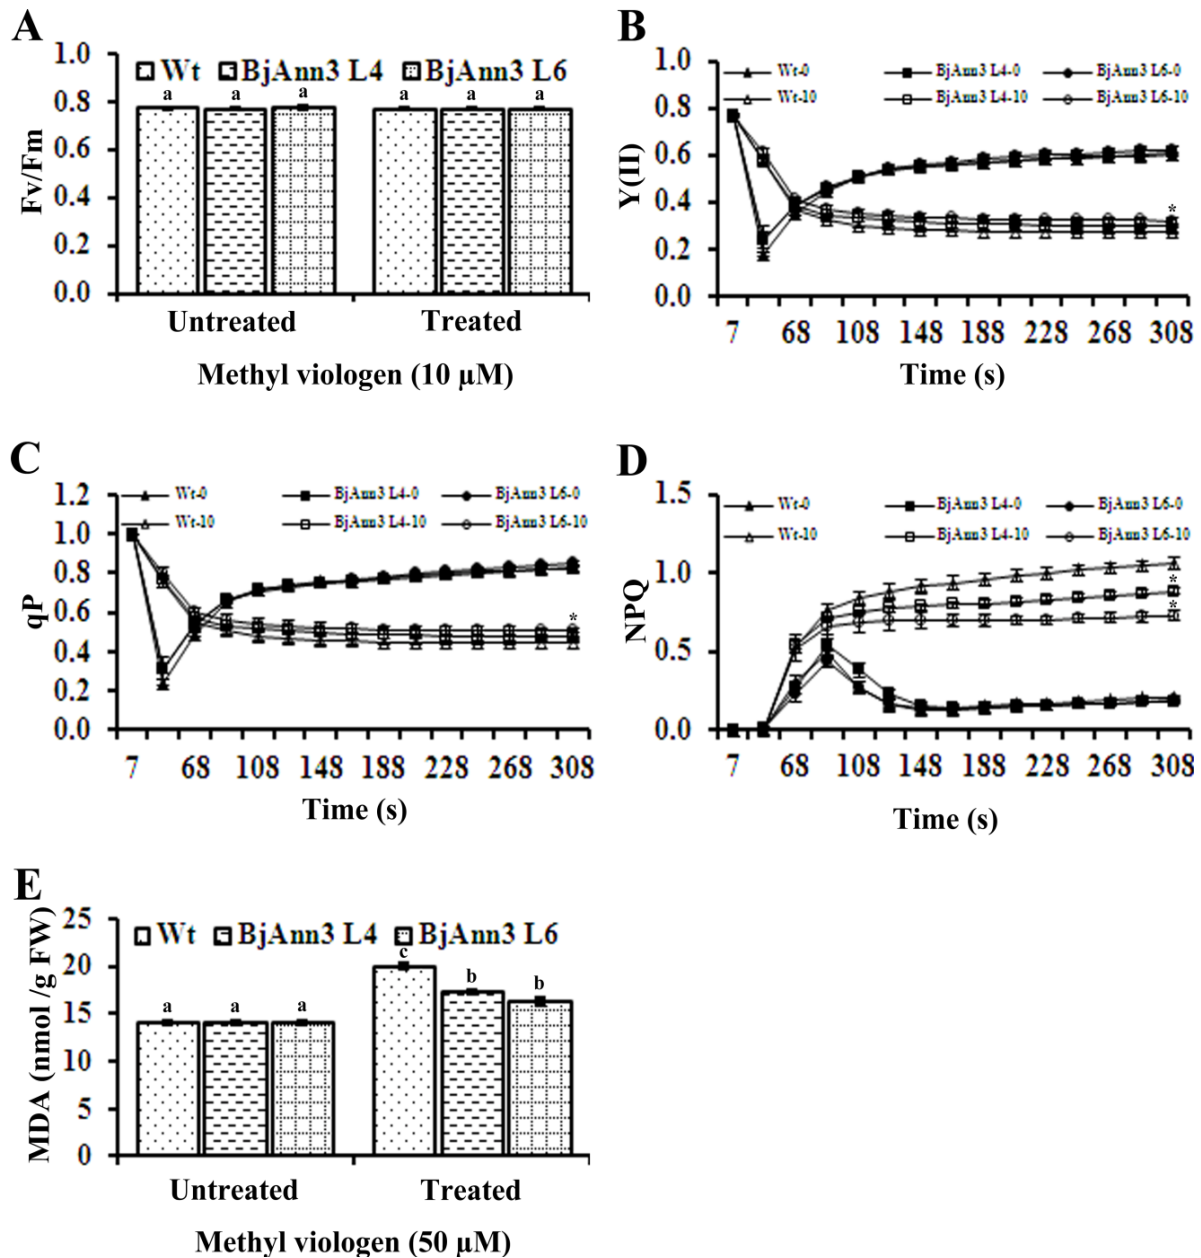 A
1.0
0.8
0.6
0.4
0.2
0.0
Fv/Fm
Wt BjAnn3 L4 BjAnn3 L6
a a a a a a
Untreated Treated
Methyl viologen (10 µM)
B
1.0
0.8
0.6
0.4
0.2
0.0
Y(II)
Wt-0 BjAnn3 L4-0 BjAnn3 L6-0
Wt-10 BjAnn3 L4-10 BjAnn3 L6-10
*
7 68 108 148 188 228 268 308
Time (s)
C
1.2
1.0
0.8
0.6
0.4
0.2
0.0
qP
Wt-0 BjAnn3 L4-0 BjAnn3 L6-0
Wt-10 BjAnn3 L4-10 BjAnn3 L6-10
*
7 68 108 148 188 228 268 308
Time (s)
D
1.5
1.0
0.5
0.0
NPQ
Wt-0 BjAnn3 L4-0 BjAnn3 L6-0
Wt-10 BjAnn3 L4-10 BjAnn3 L6-10
*
*
7 68 108 148 188 228 268 308
Time (s)
E
25
20
15
10
5
0
MDA (nmol /g FW)
Wt BjAnn3 L4 BjAnn3 L6
a a a c b b
Untreated Treated
Methyl viologen (50 µM)